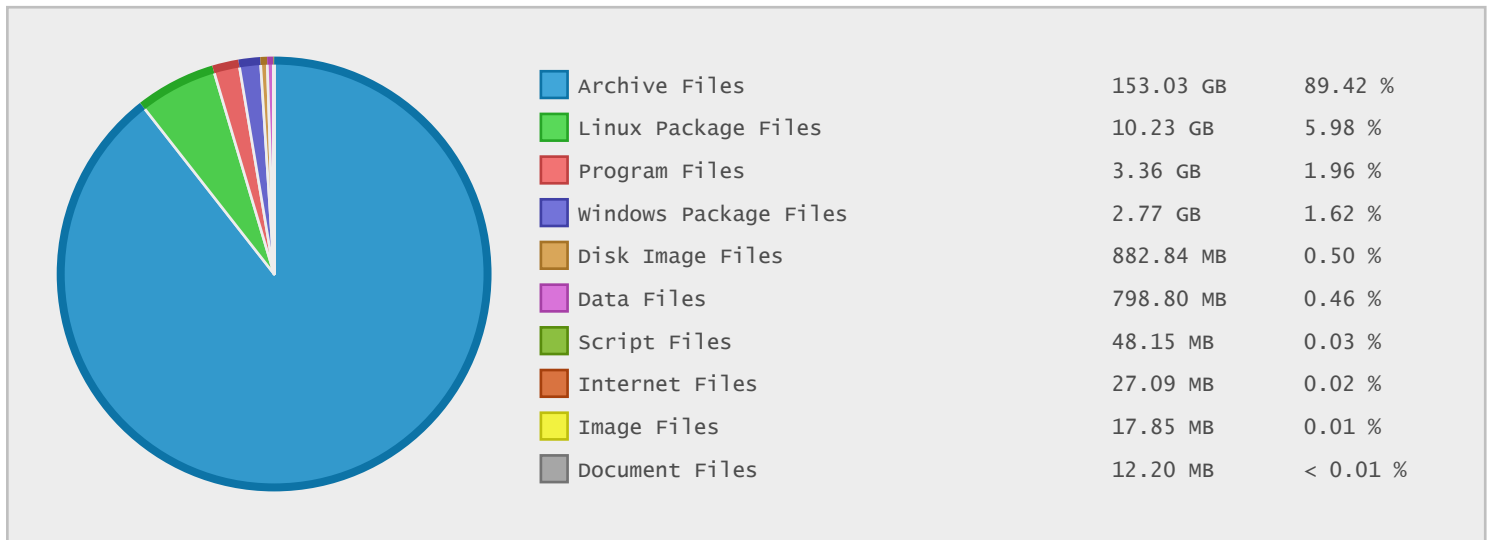 Archive Files 153.03 GB 89.42 %
Linux Package Files 10.23 GB 5.98 %
Program Files 3.36 GB 1.96 %
Windows Package Files 2.77 GB 1.62 %
Disk Image Files 882.84 MB 0.50 %
Data Files 798.80 MB 0.46 %
Script Files 48.15 MB 0.03 %
Internet Files 27.09 MB 0.02 %
Image Files 17.85 MB 0.01 %
Document Files 12.20 MB < 0.01 %